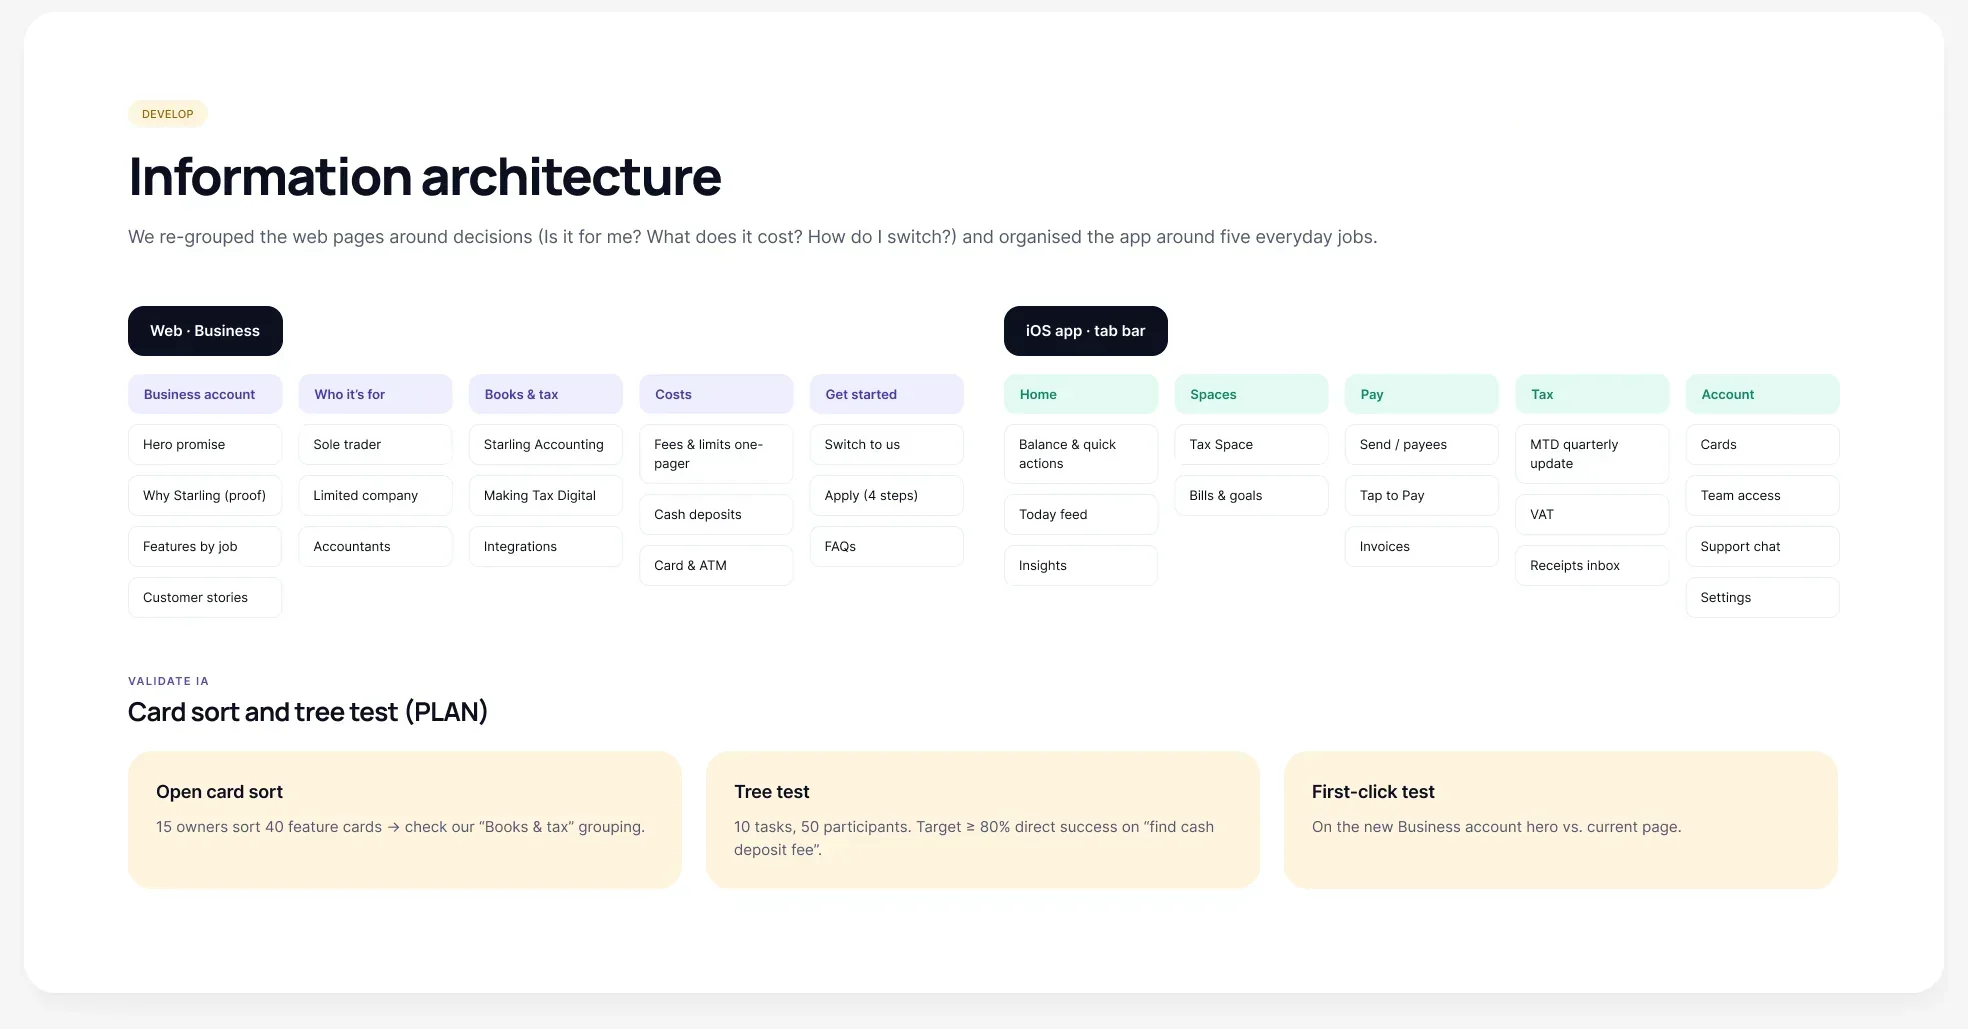 DEVELOP
Information architecture
We re-grouped the web pages around decisions (Is it for me? What does it cost? How do I switch?) and organised the app around five everyday jobs.
Web · Business
Business account
Hero promise
Why Starling (proof)
Features by job
Customer stories
Who it’s for
Sole trader
Limited company
Accountants
Books & tax
Starling Accounting
Making Tax Digital
Integrations
Costs
Fees & limits one-
pager
Cash deposits
Card & ATM
Get started
Switch to us
Apply (4 steps)
FAQs
iOS app · tab bar
Home
Balance & quick
actions
Today feed
Insights
Spaces
Tax Space
Bills & goals
Pay
Send / payees
Tap to Pay
Invoices
Tax
MTD quarterly
update
VAT
Receipts inbox
Account
Cards
Team access
Support chat
Settings
VALIDATE IA
Card sort and tree test (PLAN)
Open card sort
15 owners sort 40 feature cards → check our “Books & tax” grouping.
Tree test
10 tasks, 50 participants. Target ≥ 80% direct success on “find cash
deposit fee”.
First-click test
On the new Business account hero vs. current page.